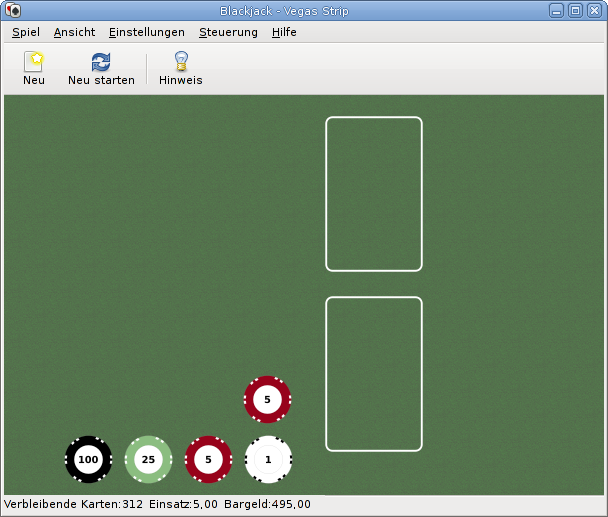 Blackjack - Vegas Strip
Spiel Ansicht Einstellungen Steuerung Hilfe
Neu Neu starten Hinweis
5
100 25 5 1
Verbleibende Karten:312 Einsatz:5,00 Bargeld:495,00